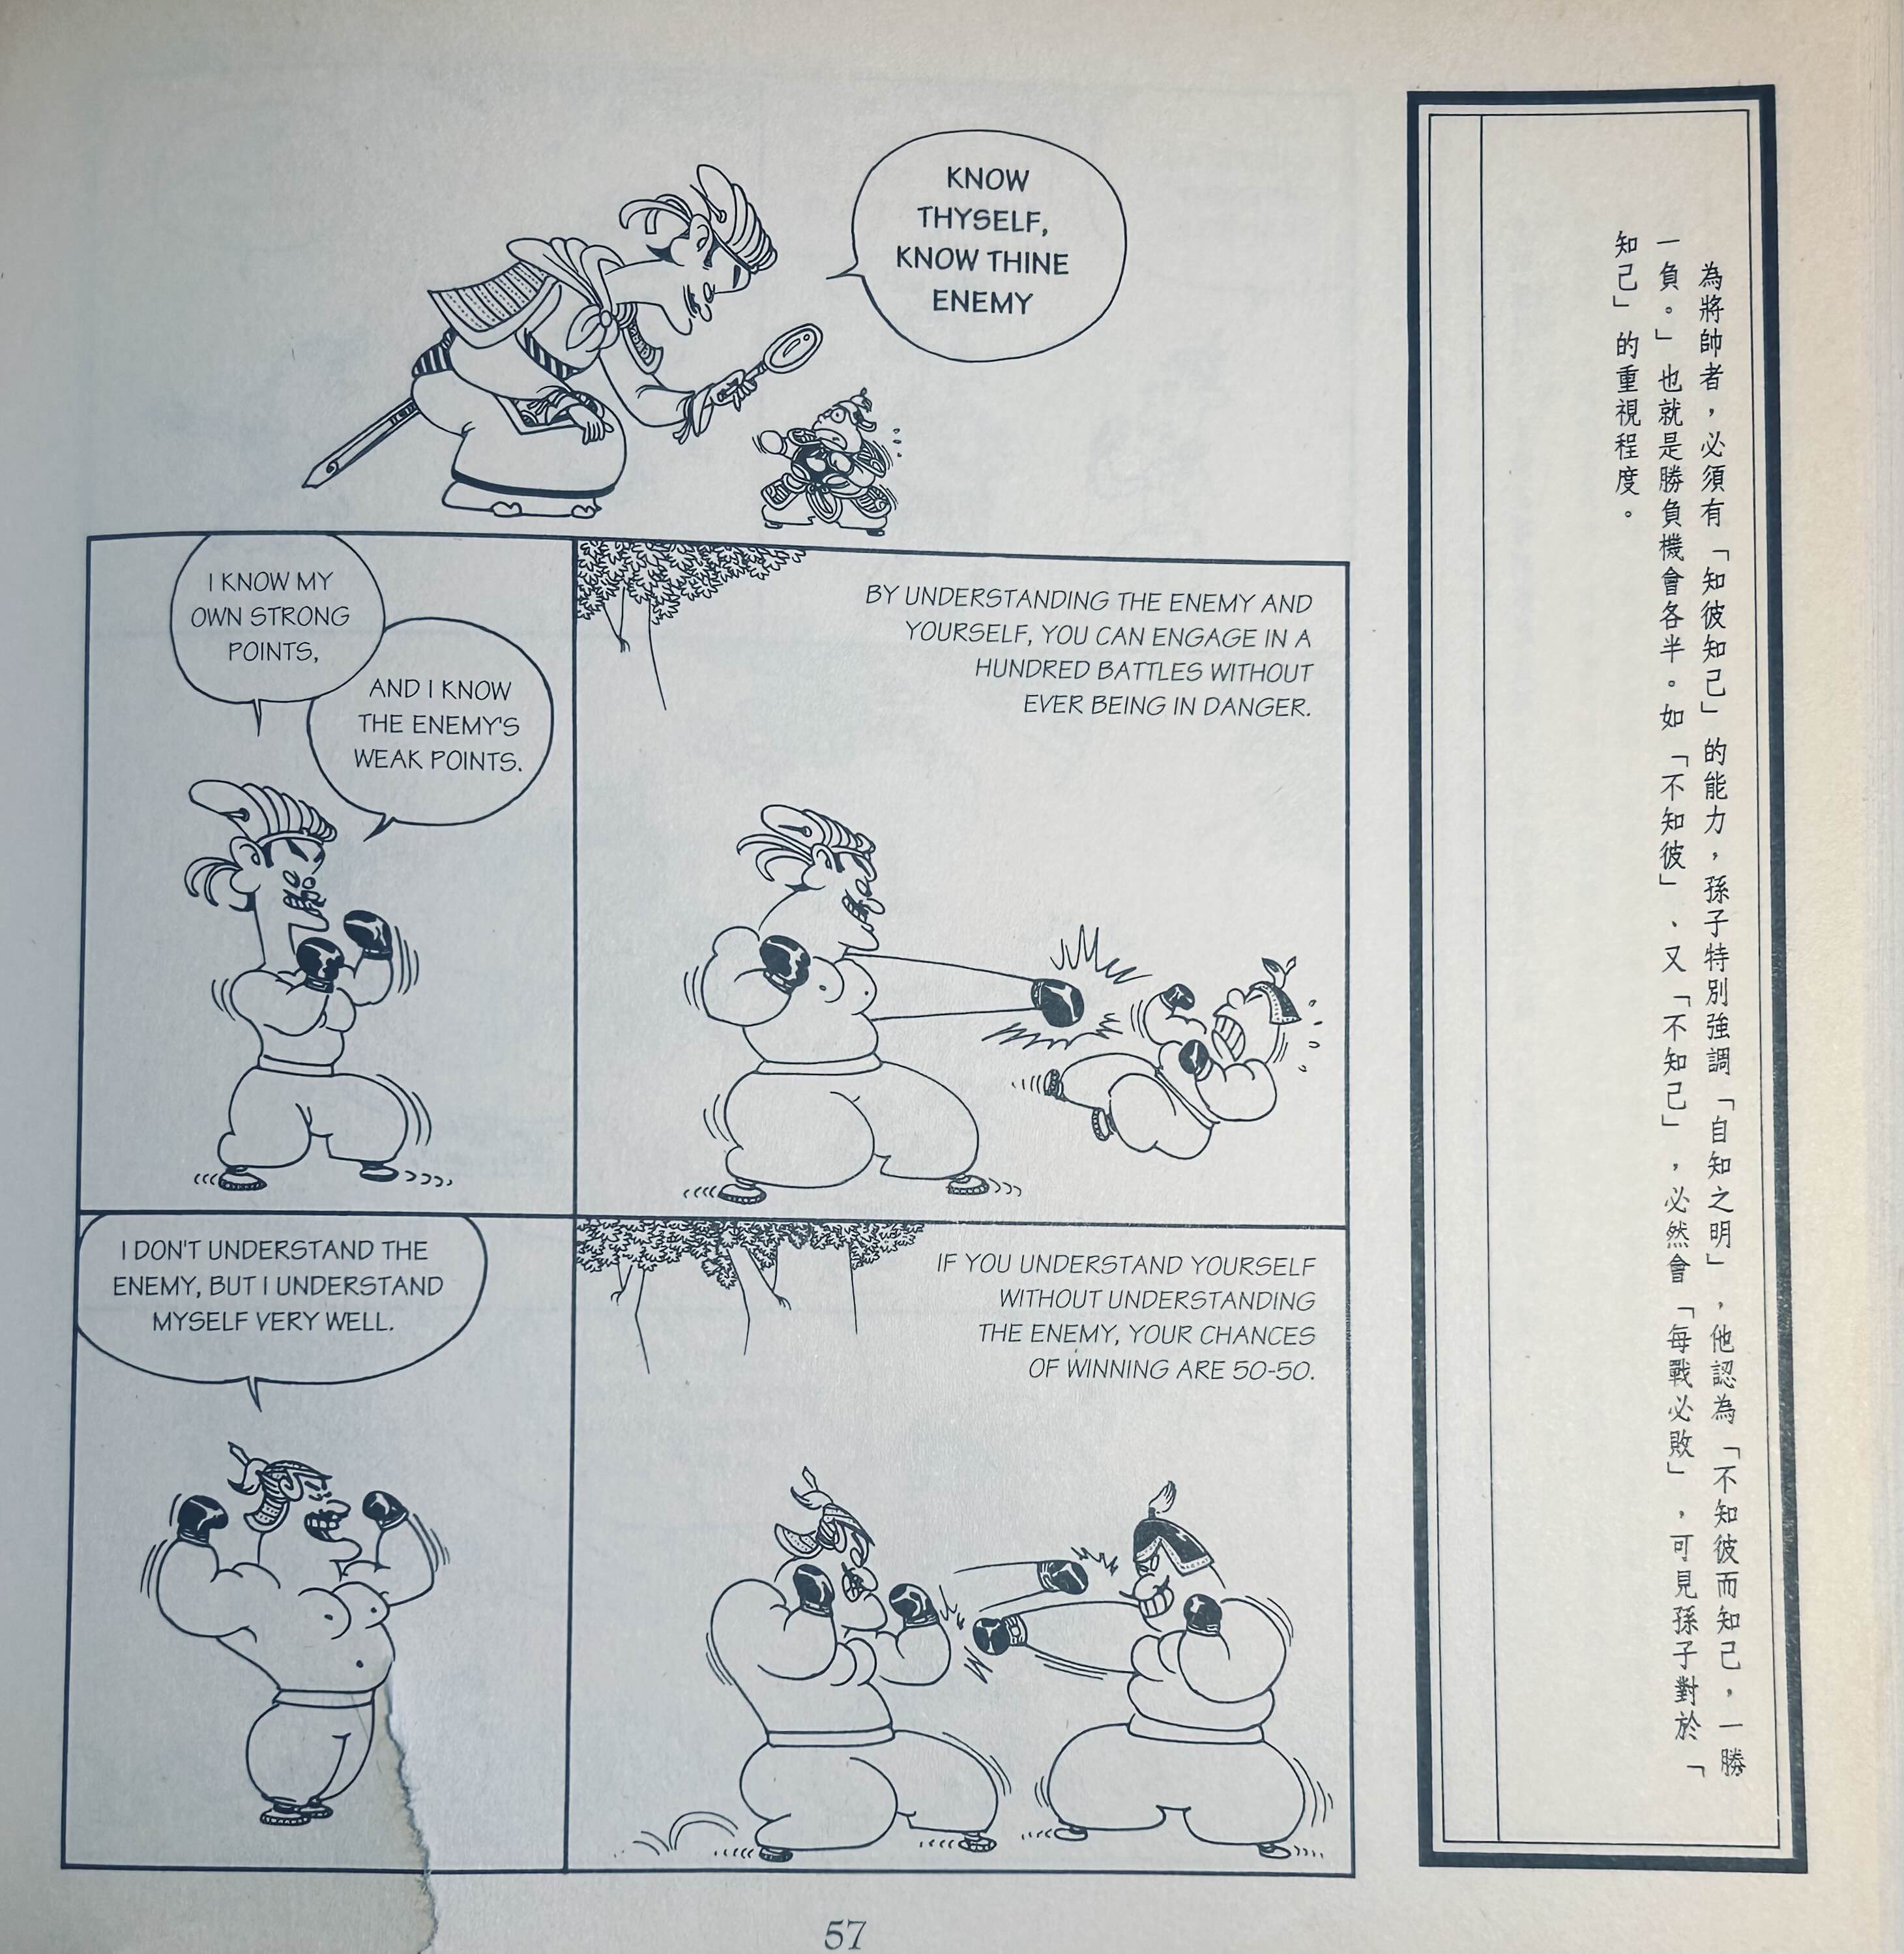 KNOW
THYSELF,
KNOW THINE
ENEMY
I KNOW MY
OWN STRONG
POINTS,
AND I KNOW
THE ENEMY'S
WEAK POINTS.
BY UNDERSTANDING THE ENEMY AND
YOURSELF, YOU CAN ENGAGE IN A
HUNDRED BATTLES WITHOUT
EVER BEING IN DANGER.
I DON'T UNDERSTAND THE
ENEMY, BUT I UNDERSTAND
MYSELF VERY WELL.
IF YOU UNDERSTAND YOURSELF
WITHOUT UNDERSTANDING
THE ENEMY, YOUR CHANCES
OF WINNING ARE 50-50.
為將帥者，必須有「知彼知己」的能力，孫子特別強調「自知之明」，他認為「不知彼而知己，一勝
一負。」也就是勝負機會各半。如「不知彼」、又「不知己」，必然會「每戰必敗」，可見孫子對於「
知己」的重視程度。
57